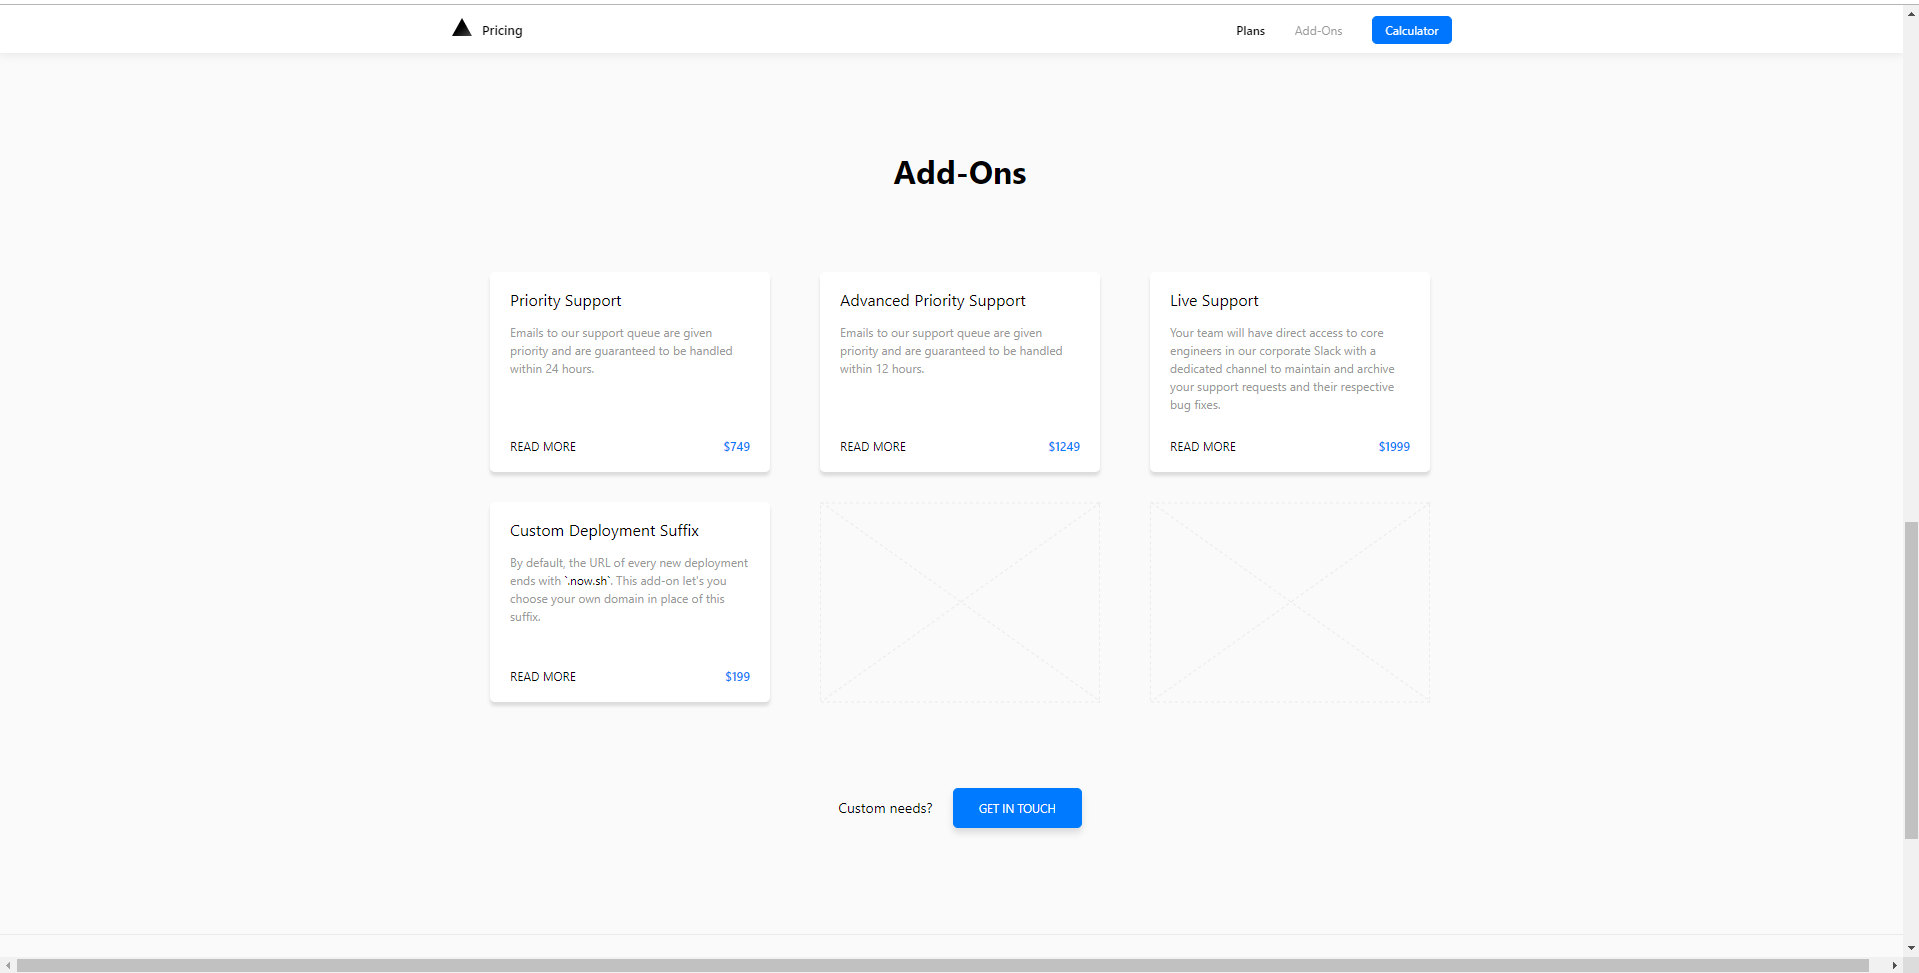 Pricing
Plans
Add-Ons
Calculator
Add-Ons
Priority Support
Emails to our support queue are given
priority and are guaranteed to be handled
within 24 hours.
READ MORE
$749
Advanced Priority Support
Emails to our support queue are given
priority and are guaranteed to be handled
within 12 hours.
READ MORE
$1249
Live Support
Your team will have direct access to core
engineers in our corporate Slack with a
dedicated channel to maintain and archive
your support requests and their respective
bug fixes.
READ MORE
$1999
Custom Deployment Suffix
By default, the URL of every new deployment
ends with `.now.sh`. This add-on let's you
choose your own domain in place of this
suffix.
READ MORE
$199
Custom needs?
GET IN TOUCH